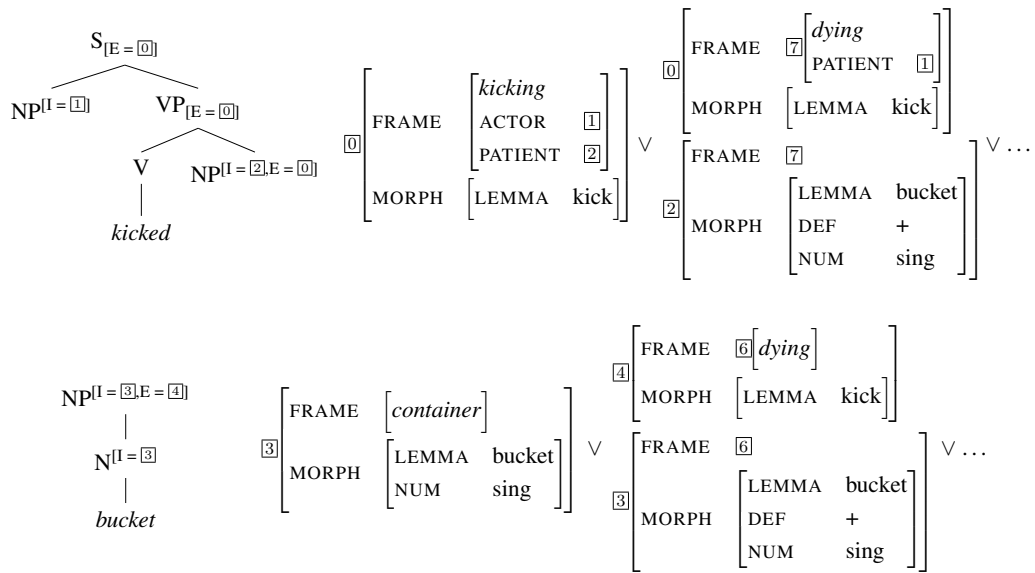 S[E = 0]
NP[I = 1] VP[E = 0]
V NP[I = 2,E = 0]
kicked
0 [FRAME [kicking
ACTOR 1
PATIENT 2]
MORPH [LEMMA kick]]
∨
0 [FRAME 7 [dying
PATIENT 1]
MORPH [LEMMA kick]]
2 [FRAME 7
MORPH [LEMMA bucket
DEF +
NUM sing]]
∨ ...
NP[I = 3,E = 4]
N[I = 3
bucket
3 [FRAME [container]
MORPH [LEMMA bucket
NUM sing]]
∨
4 [FRAME 6 [dying]
MORPH [LEMMA kick]]
3 [FRAME 6
MORPH [LEMMA bucket
DEF +
NUM sing]]
∨ ...